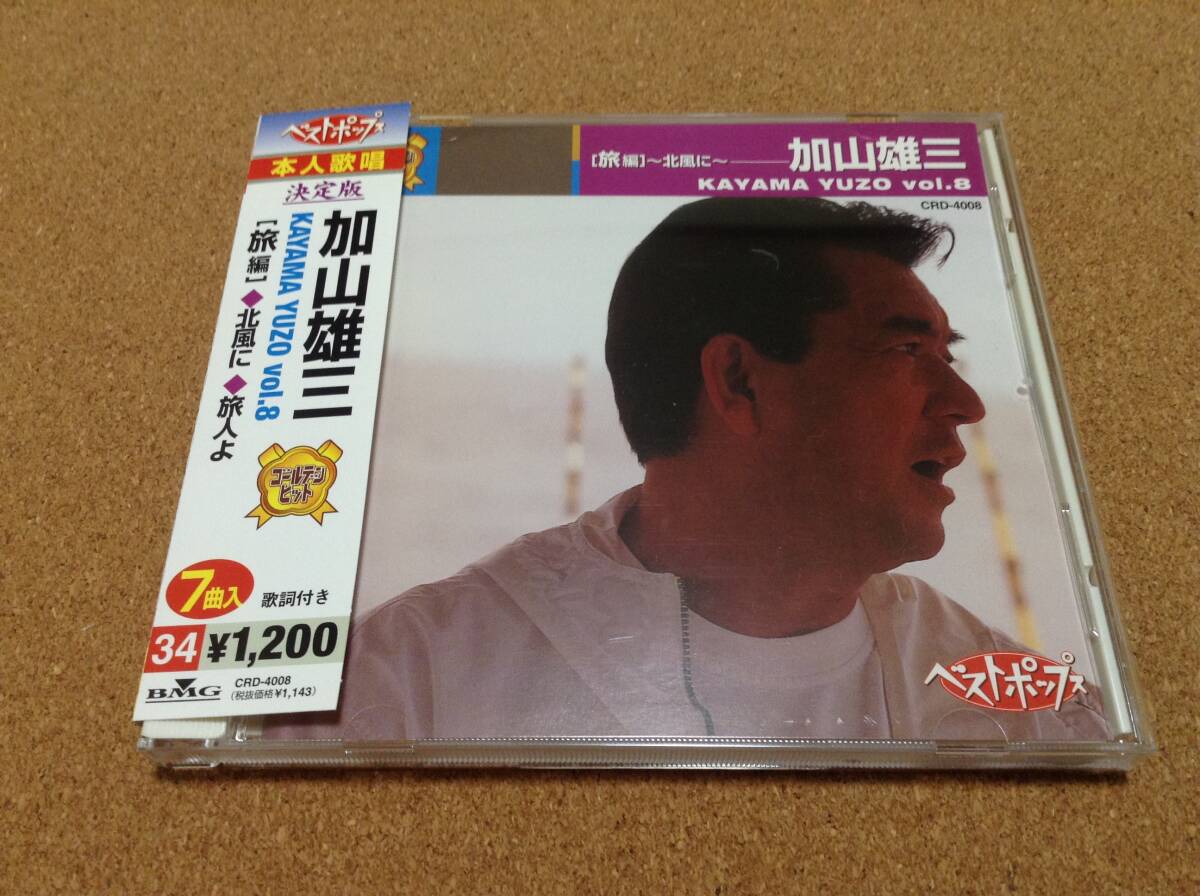 ベストポップス
本人歌唱
決定版
加山雄三
KAYAMA YUZO vol.8
[旅編]◆北風に◆旅人よ
ゴールデン
ヒット
7曲入
歌詞付き
34 ¥1,200
BMG
CRD-4008
(税抜価格¥1,143)
[旅編]～北風に～ 加山雄三
KAYAMA YUZO vol.8
CRD-4008
ベストポップス